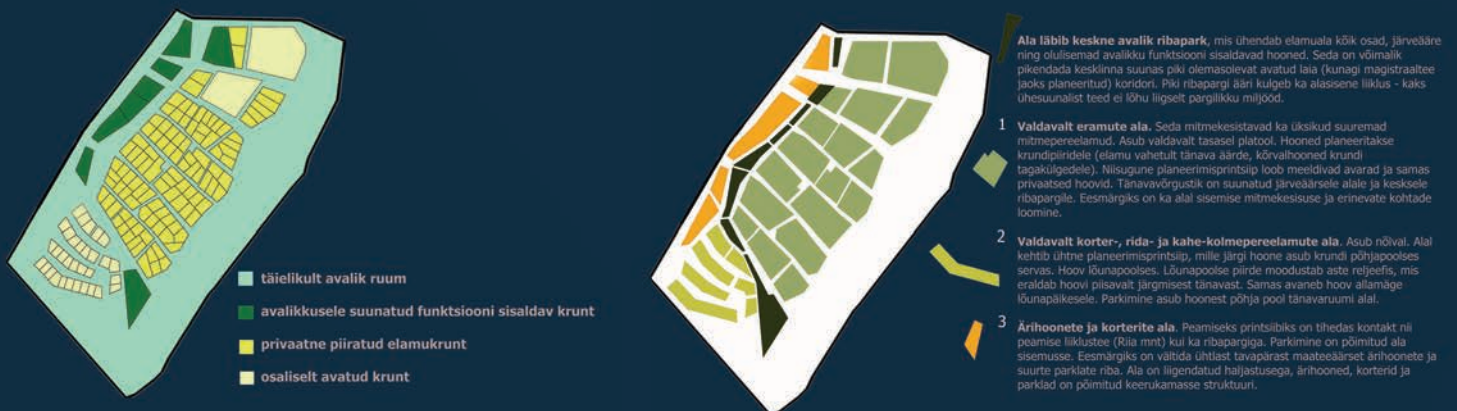 täielikult avalik ruum
avalikkusele suunatud funktsiooni sisaldav krunt
privaatne piiratud elamukrunt
osaliselt avatud krunt
Ala läbib keskne avalik ribapark, mis ühendab elamuala kõik osad, järveääre
ning olulisemad avalikku funktsiooni sisaldavad hooned. Seda on võimalik
pikendada kesklinna suunas piki olemasolevat avatud laia (kunagi magistraaltee
jaoks planeeritud) koridori. Piki ribapargi ääri kulgeb ka alasisene liiklus - kaks
ühesuunalist teed ei lõhu liigselt pargilikku miljööd.
1 Valdavalt eramute ala. Seda mitmekesistavad ka üksikud suuremad
mitmepereelamud. Asub valdavalt tasasel platool. Hooned planeeritakse
krundipiiridele (elamu vahetult tänava äärde, kõrvalhooned krundi
tagakülgedele). Niisugune planeerimisprintsiip loob meeldivad avarad ja samas
privaatsed hoovid. Tänavavõrgustik on suunatud järveäärsele alale ja kesksele
ribapargile. Eesmärgiks on ka alal sisemise mitmekesisuse ja erinevate kohtade
loomine.
2 Valdavalt korter-, rida- ja kahe-kolmepereelamute ala. Asub nõlval. Alal
kehtib ühtne planeerimisprintsiip, mille järgi hoone asub krundi põhjapoolses
servas. Hoov lõunapoolses. Lõunapoolse piirde moodustab aste reljeefis, mis
eraldab hoovi piisavalt järgmisest tänavast. Samas avaneb hoov allamäge
lõunapäikesele. Parkimine asub hoonest põhja pool tänavaruumi alal.
3 Ärihoonete ja korterite ala. Peamiseks printsiibiks on tihedas kontakt nii
peamise liiklustee (Riia mnt) kui ka ribapargiga. Parkimine on põimitud ala
sisemusse. Eesmärgiks on vältida ühtlast tavapärast maateeäärset ärihoonete ja
suurte parklate riba. Ala on liigendatud haljastusega, ärihooned, korterid ja
parklad on põimitud keerukamasse struktuuri.